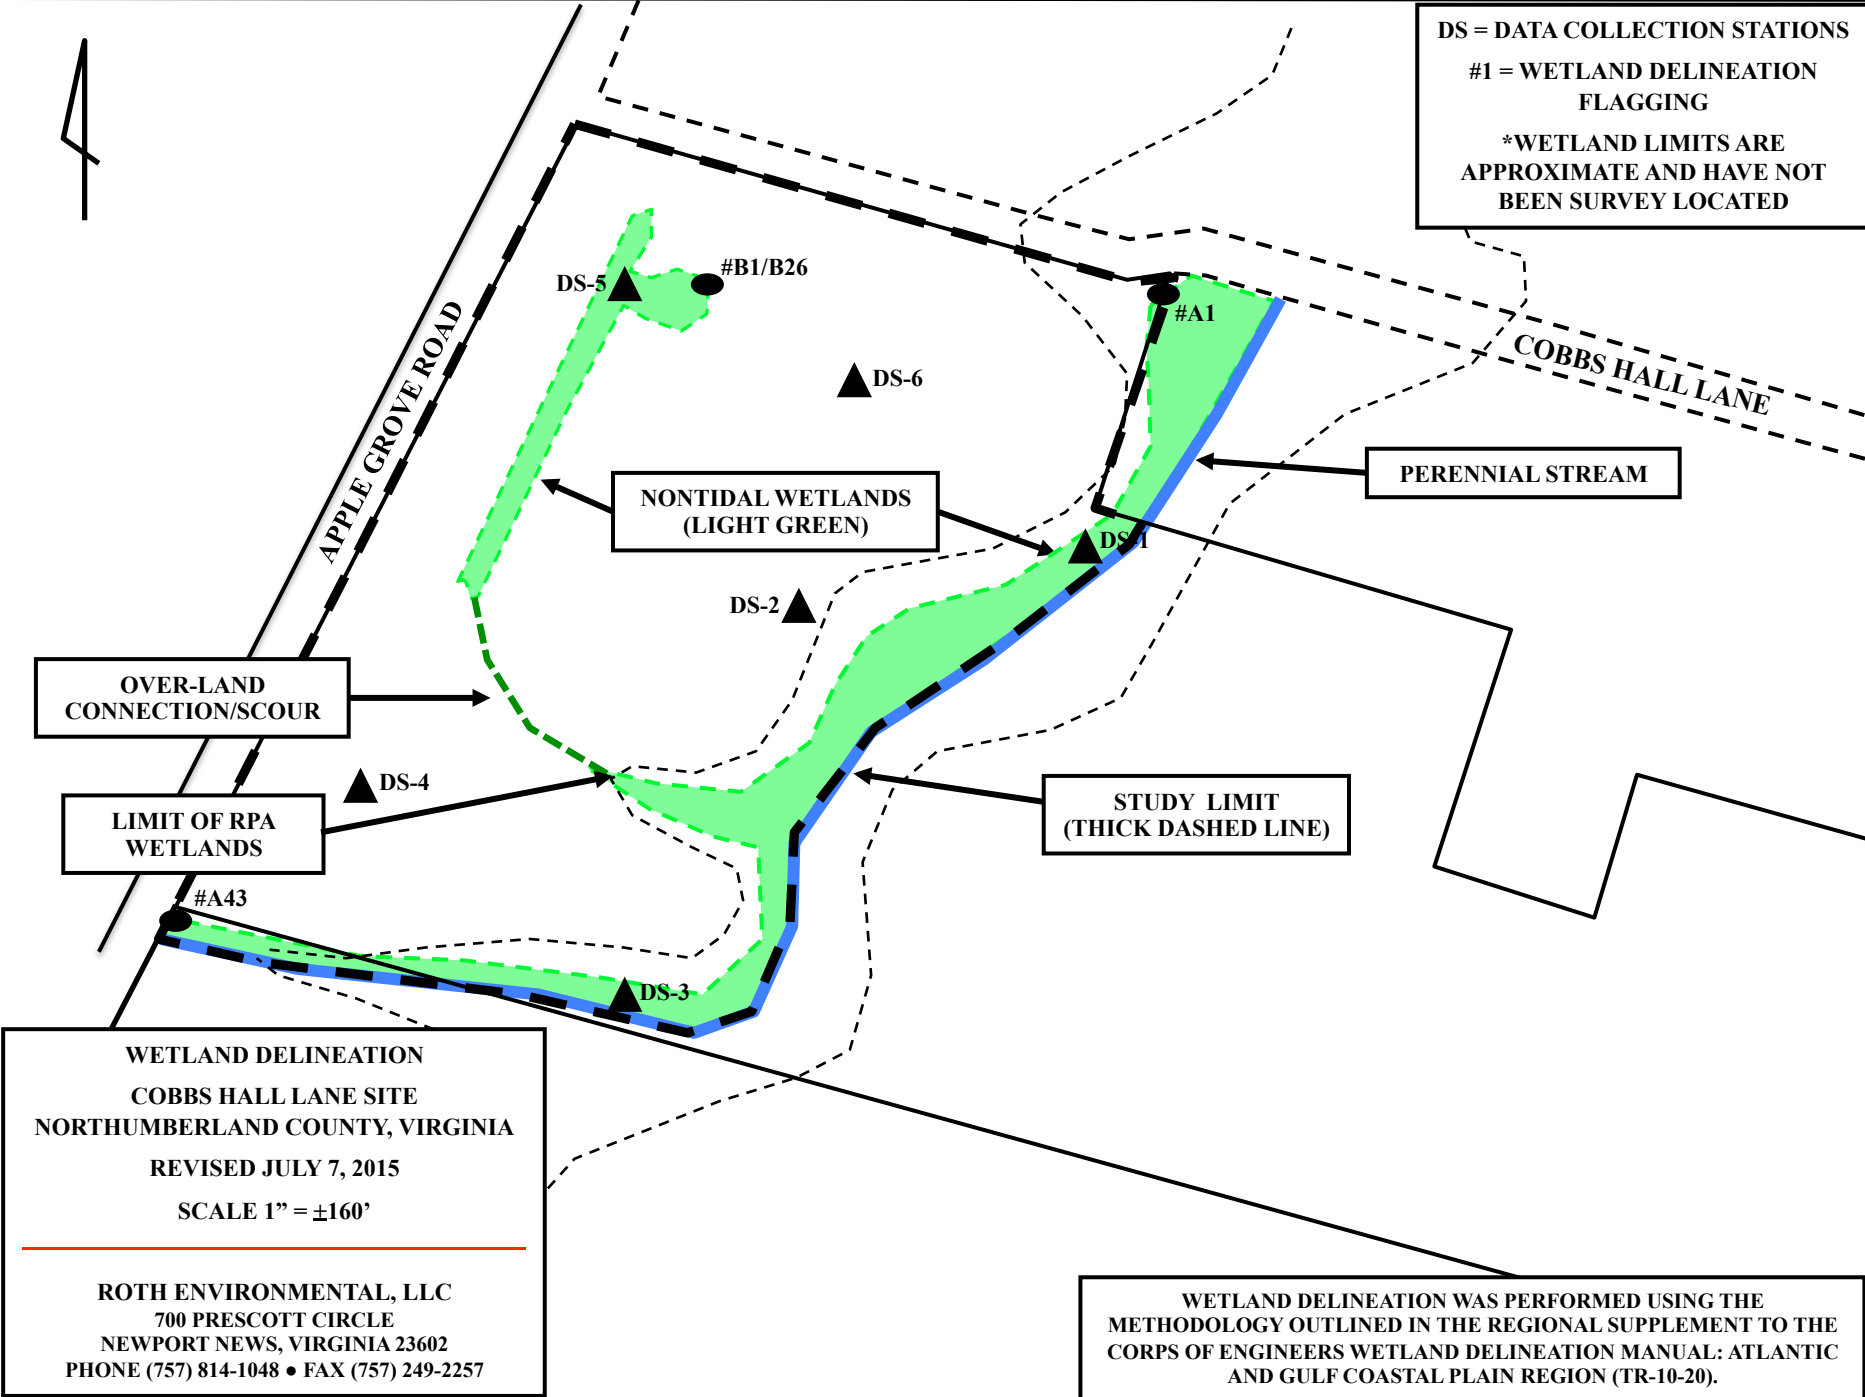 DS = DATA COLLECTION STATIONS
#1 = WETLAND DELINEATION
FLAGGING
*WETLAND LIMITS ARE
APPROXIMATE AND HAVE NOT
BEEN SURVEY LOCATED
#B1/B26
DS-5
#A1
APPLE GROVE ROAD
COBBS HALL LANE
DS-6
PERENNIAL STREAM
NONTIDAL WETLANDS
(LIGHT GREEN)
DS-1
DS-2
OVER-LAND
CONNECTION/SCOUR
DS-4
STUDY LIMIT
(THICK DASHED LINE)
LIMIT OF RPA
WETLANDS
#A43
DS-3
WETLAND DELINEATION
COBBS HALL LANE SITE
NORTHUMBERLAND COUNTY, VIRGINIA
REVISED JULY 7, 2015
SCALE 1” = ±160’
ROTH ENVIRONMENTAL, LLC
700 PRESCOTT CIRCLE
NEWPORT NEWS, VIRGINIA 23602
PHONE (757) 814-1048 ● FAX (757) 249-2257
WETLAND DELINEATION WAS PERFORMED USING THE
METHODOLOGY OUTLINED IN THE REGIONAL SUPPLEMENT TO THE
CORPS OF ENGINEERS WETLAND DELINEATION MANUAL: ATLANTIC
AND GULF COASTAL PLAIN REGION (TR-10-20).